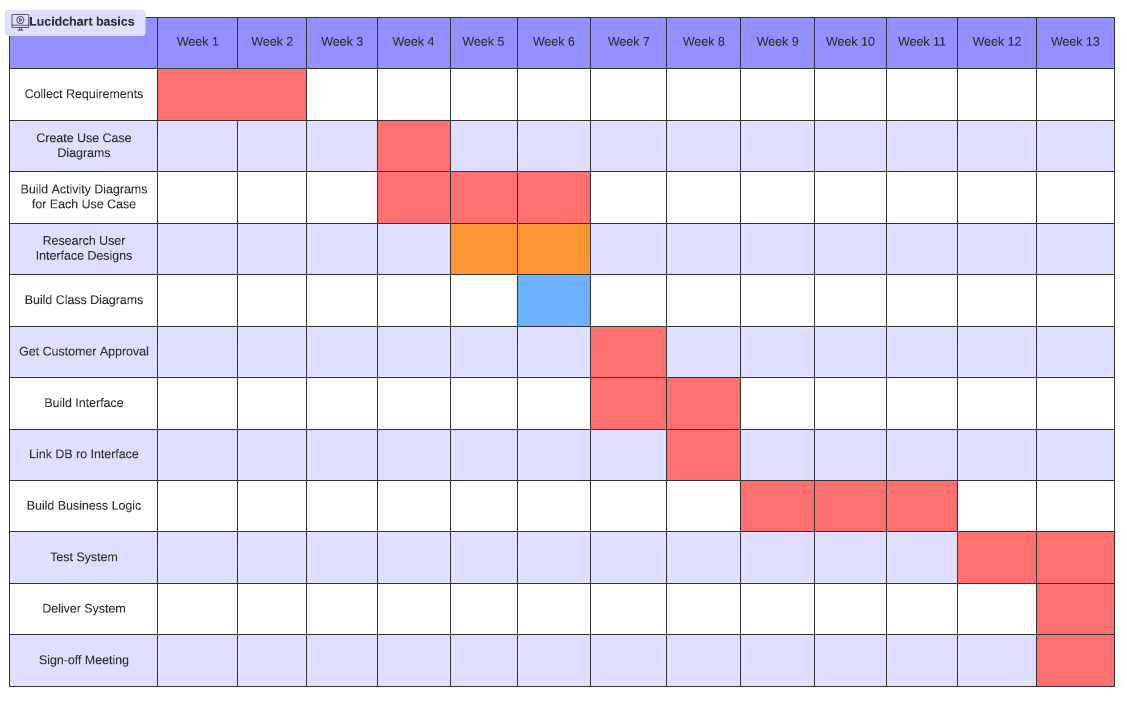 Lucidchart basics
Week 1
Week 2
Week 3
Week 4
Week 5
Week 6
Week 7
Week 8
Week 9
Week 10
Week 11
Week 12
Week 13
Collect Requirements
Create Use Case
Diagrams
Build Activity Diagrams
for Each Use Case
Research User
Interface Designs
Build Class Diagrams
Get Customer Approval
Build Interface
Link DB ro Interface
Build Business Logic
Test System
Deliver System
Sign-off Meeting